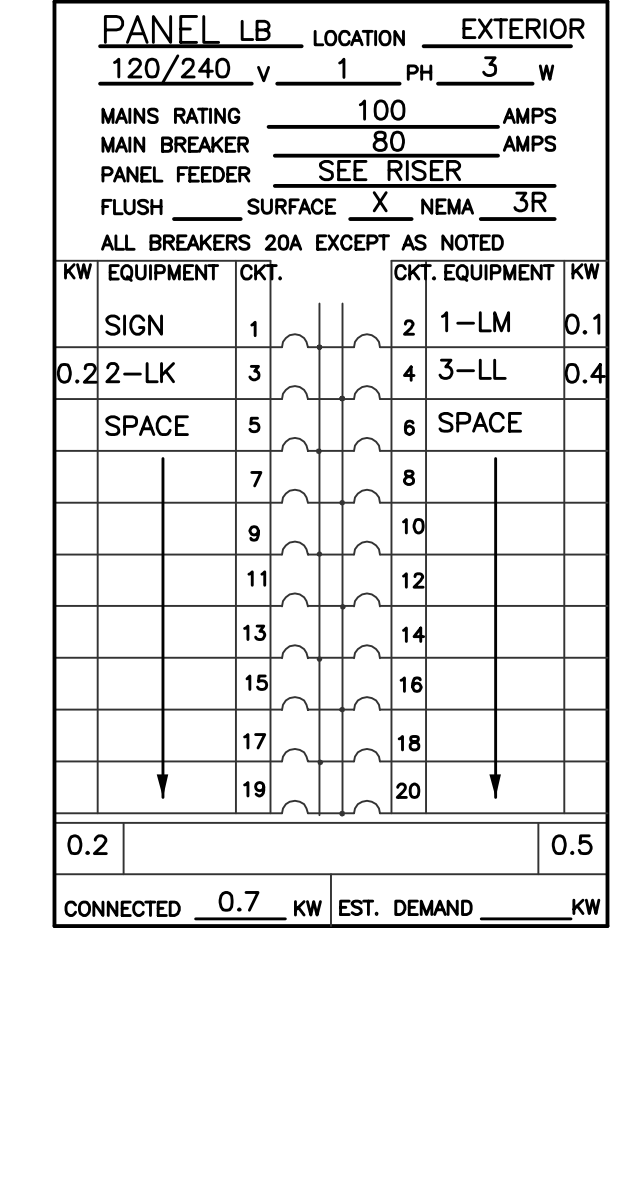 PANEL LB LOCATION EXTERIOR
120/240 V 1 PH 3 W
MAINS RATING 100 AMPS
MAIN BREAKER 80 AMPS
PANEL FEEDER SEE RISER
FLUSH SURFACE X NEMA 3R
ALL BREAKERS 20A EXCEPT AS NOTED
KW EQUIPMENT CKT. CKT. EQUIPMENT KW
SIGN 1 2 1-LM 0.1
0.2 2-LK 3 4 3-LL 0.4
SPACE 5 6 SPACE
7 8
9 10
11 12
13 14
15 16
17 18
19 20
0.2 0.5
CONNECTED 0.7 KW EST. DEMAND KW